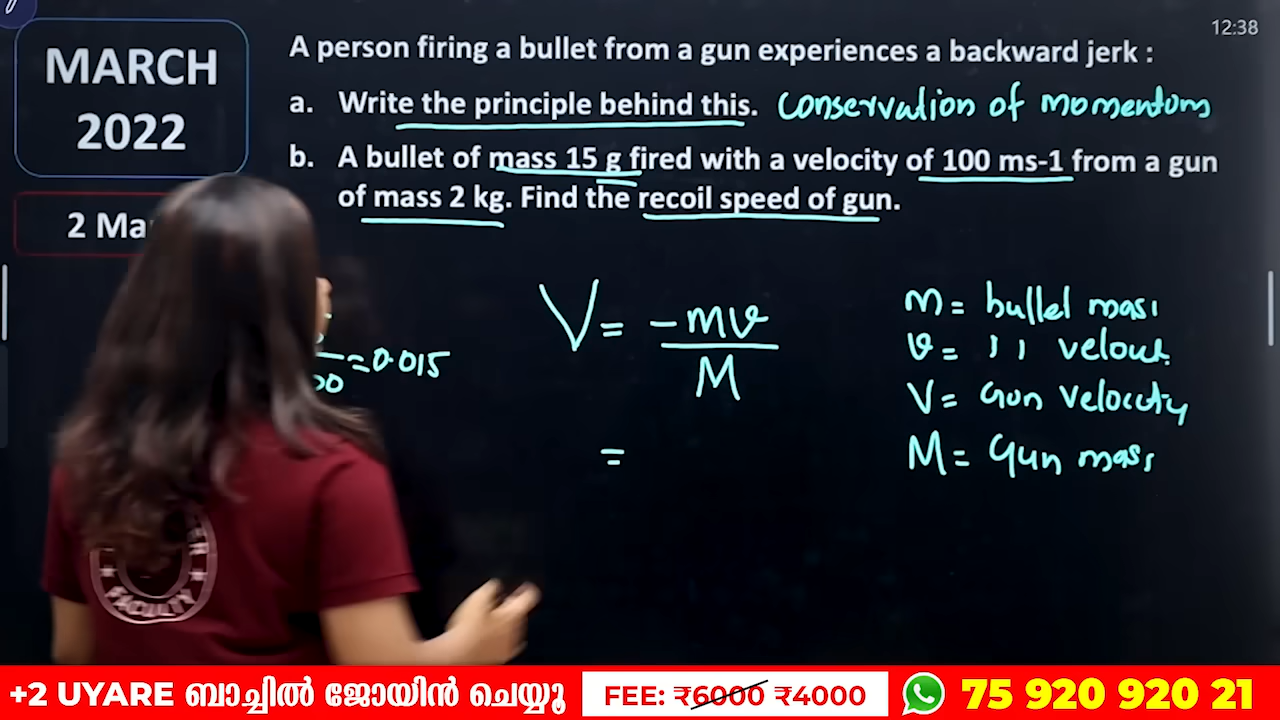 12:38
MARCH
2022
A person firing a bullet from a gun experiences a backward jerk :
a. Write the principle behind this. Conservation of momentum
b. A bullet of mass 15 g fired with a velocity of 100 ms-1 from a gun
of mass 2 kg. Find the recoil speed of gun.
2
=0.015
V = -mv
M
=
m = bullet mass
v = 11
V = Gun velocity
M = Gun mass
FACULTY
+2 UYARE ബാച്ചിൽ ജോയിൻ ചെയ്യൂ
FEE: ₹6000 ₹4000
75 920 920 21